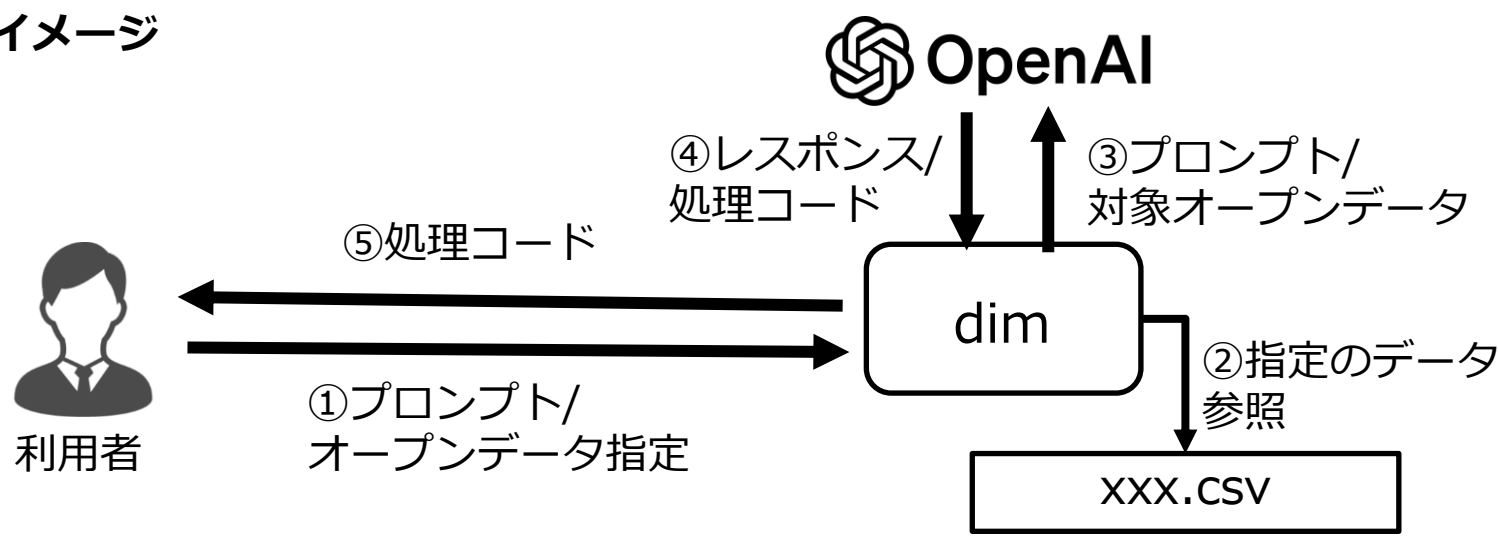 イメージ
OpenAI
④レスポンス/
処理コード
③プロンプト/
対象オープンデータ
⑤処理コード
dim
②指定のデータ
参照
①プロンプト/
オープンデータ指定
利用者
xxx.csv